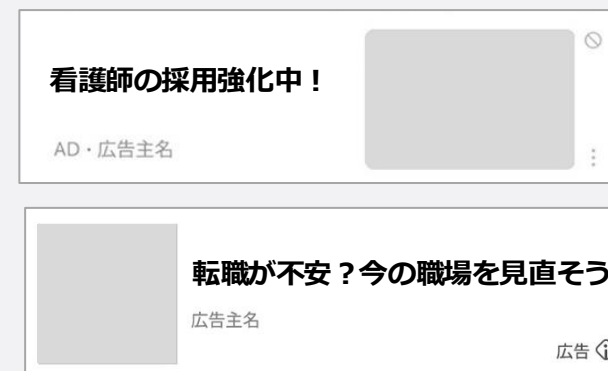 看護師の採用強化中！
AD・広告主名
転職が不安？今の職場を見直そう
広告主名
広告